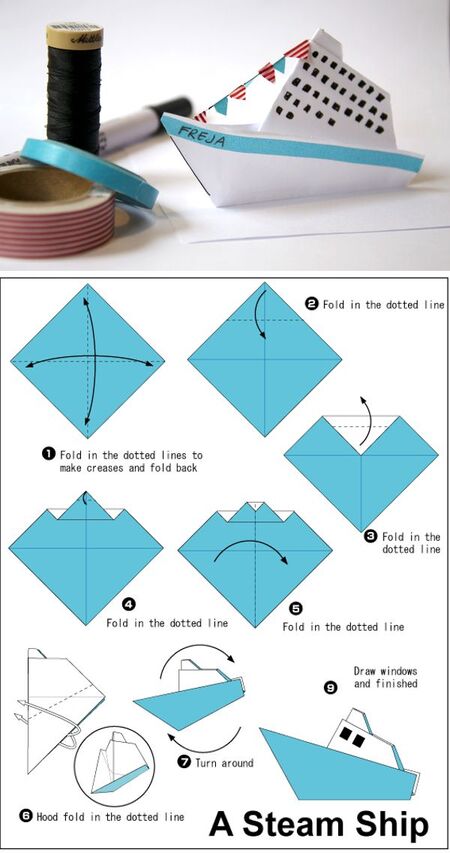 FREJA
❶ Fold in the dotted lines to
make creases and fold back
❷ Fold in the dotted line
❸ Fold in the
dotted line
❹
Fold in the dotted line
❺
Fold in the dotted line
❻ Hood fold in the dotted line
❼ Turn around
❾
Draw windows
and finished
A Steam Ship